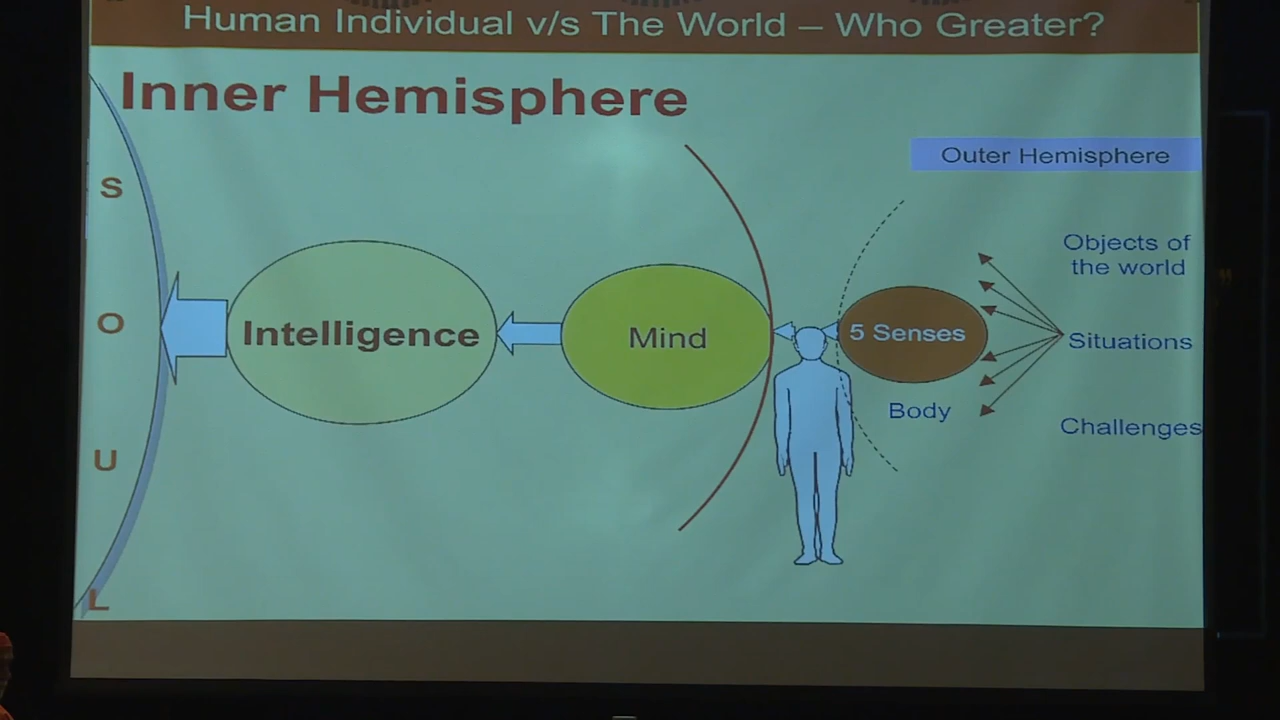 Human Individual v/s The World – Who Greater?
Inner Hemisphere
Outer Hemisphere
S
O
U
L
Intelligence
Mind
5 Senses
Body
Objects of
the world
Situations
Challenges